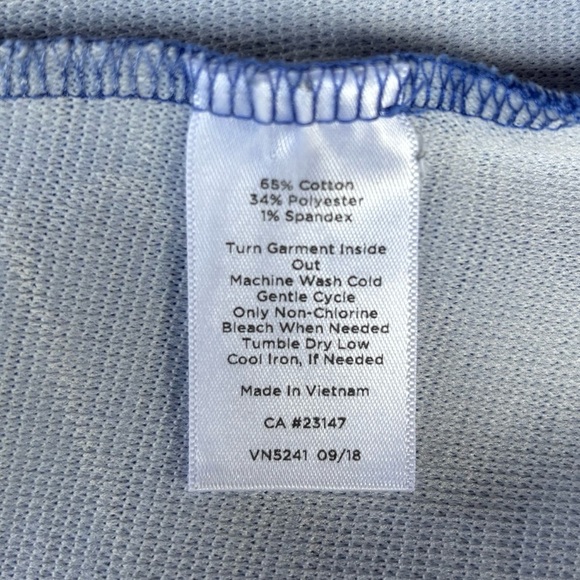 65% Cotton
34% Polyester
1% Spandex
Turn Garment Inside
Out
Machine Wash Cold
Gentle Cycle
Only Non-Chlorine
Bleach When Needed
Tumble Dry Low
Cool Iron, If Needed
Made In Vietnam
CA #23147
VN5241 09/18